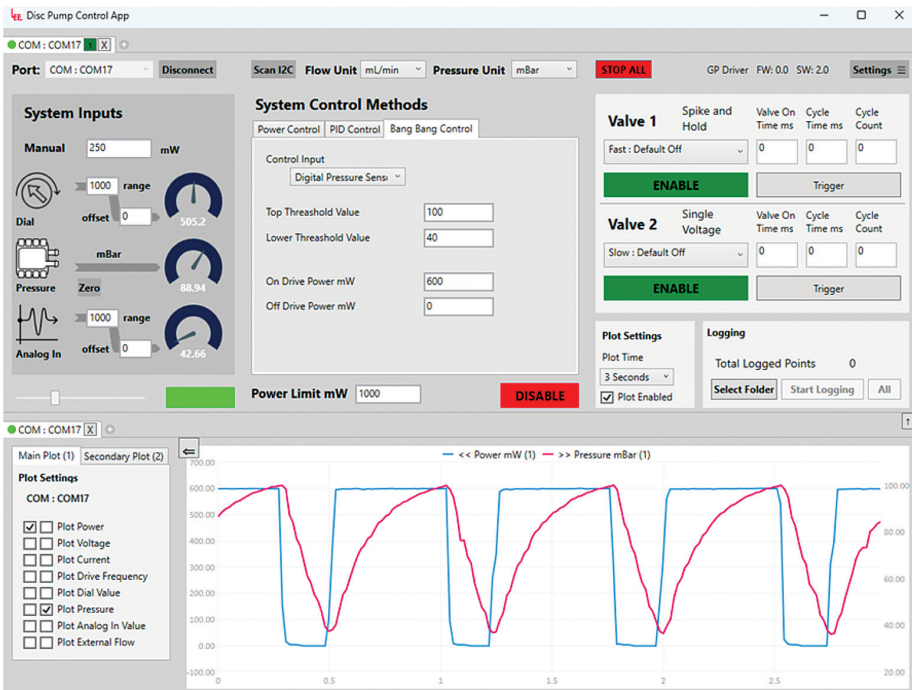 LEE Disc Pump Control App
COM : COM17 1 X
Port: COM : COM17 Disconnect Scan I2C Flow Unit mL/min Pressure Unit mBar STOP ALL GP Driver FW: 0.0 SW: 2.0 Settings
System Inputs
Manual 250 mW
1000 range
Dial offset 0 505.2
mBar
Pressure Zero 88.94
1000 range
Analog In offset 0 42.66
System Control Methods
Power Control PID Control Bang Bang Control
Control Input
Digital Pressure Sens
Top Threshold Value 100
Lower Threshold Value 40
On Drive Power mW 600
Off Drive Power mW 0
Power Limit mW 1000 DISABLE
Valve 1 Spike and Hold Valve On Time ms Cycle Time ms Cycle Count
Fast : Default Off 0 0 0
ENABLE Trigger
Valve 2 Single Voltage Valve On Time ms Cycle Time ms Cycle Count
Slow : Default Off 0 0 0
ENABLE Trigger
Plot Settings
Plot Time
3 Seconds
Plot Enabled
Logging
Total Logged Points 0
Select Folder Start Logging All
COM : COM17 X
Main Plot (1) Secondary Plot (2)
Plot Settings
COM : COM17
Plot Power
Plot Voltage
Plot Current
Plot Drive Frequency
Plot Dial Value
Plot Pressure
Plot Analog In Value
Plot External Flow
<< Power mW (1) >> Pressure mBar (1)
700.00
600.00
500.00
400.00
300.00
200.00
100.00
0.00
-100.00
100.00
80.00
60.00
40.00
20.00
0 0.5 1 1.5 2 2.5